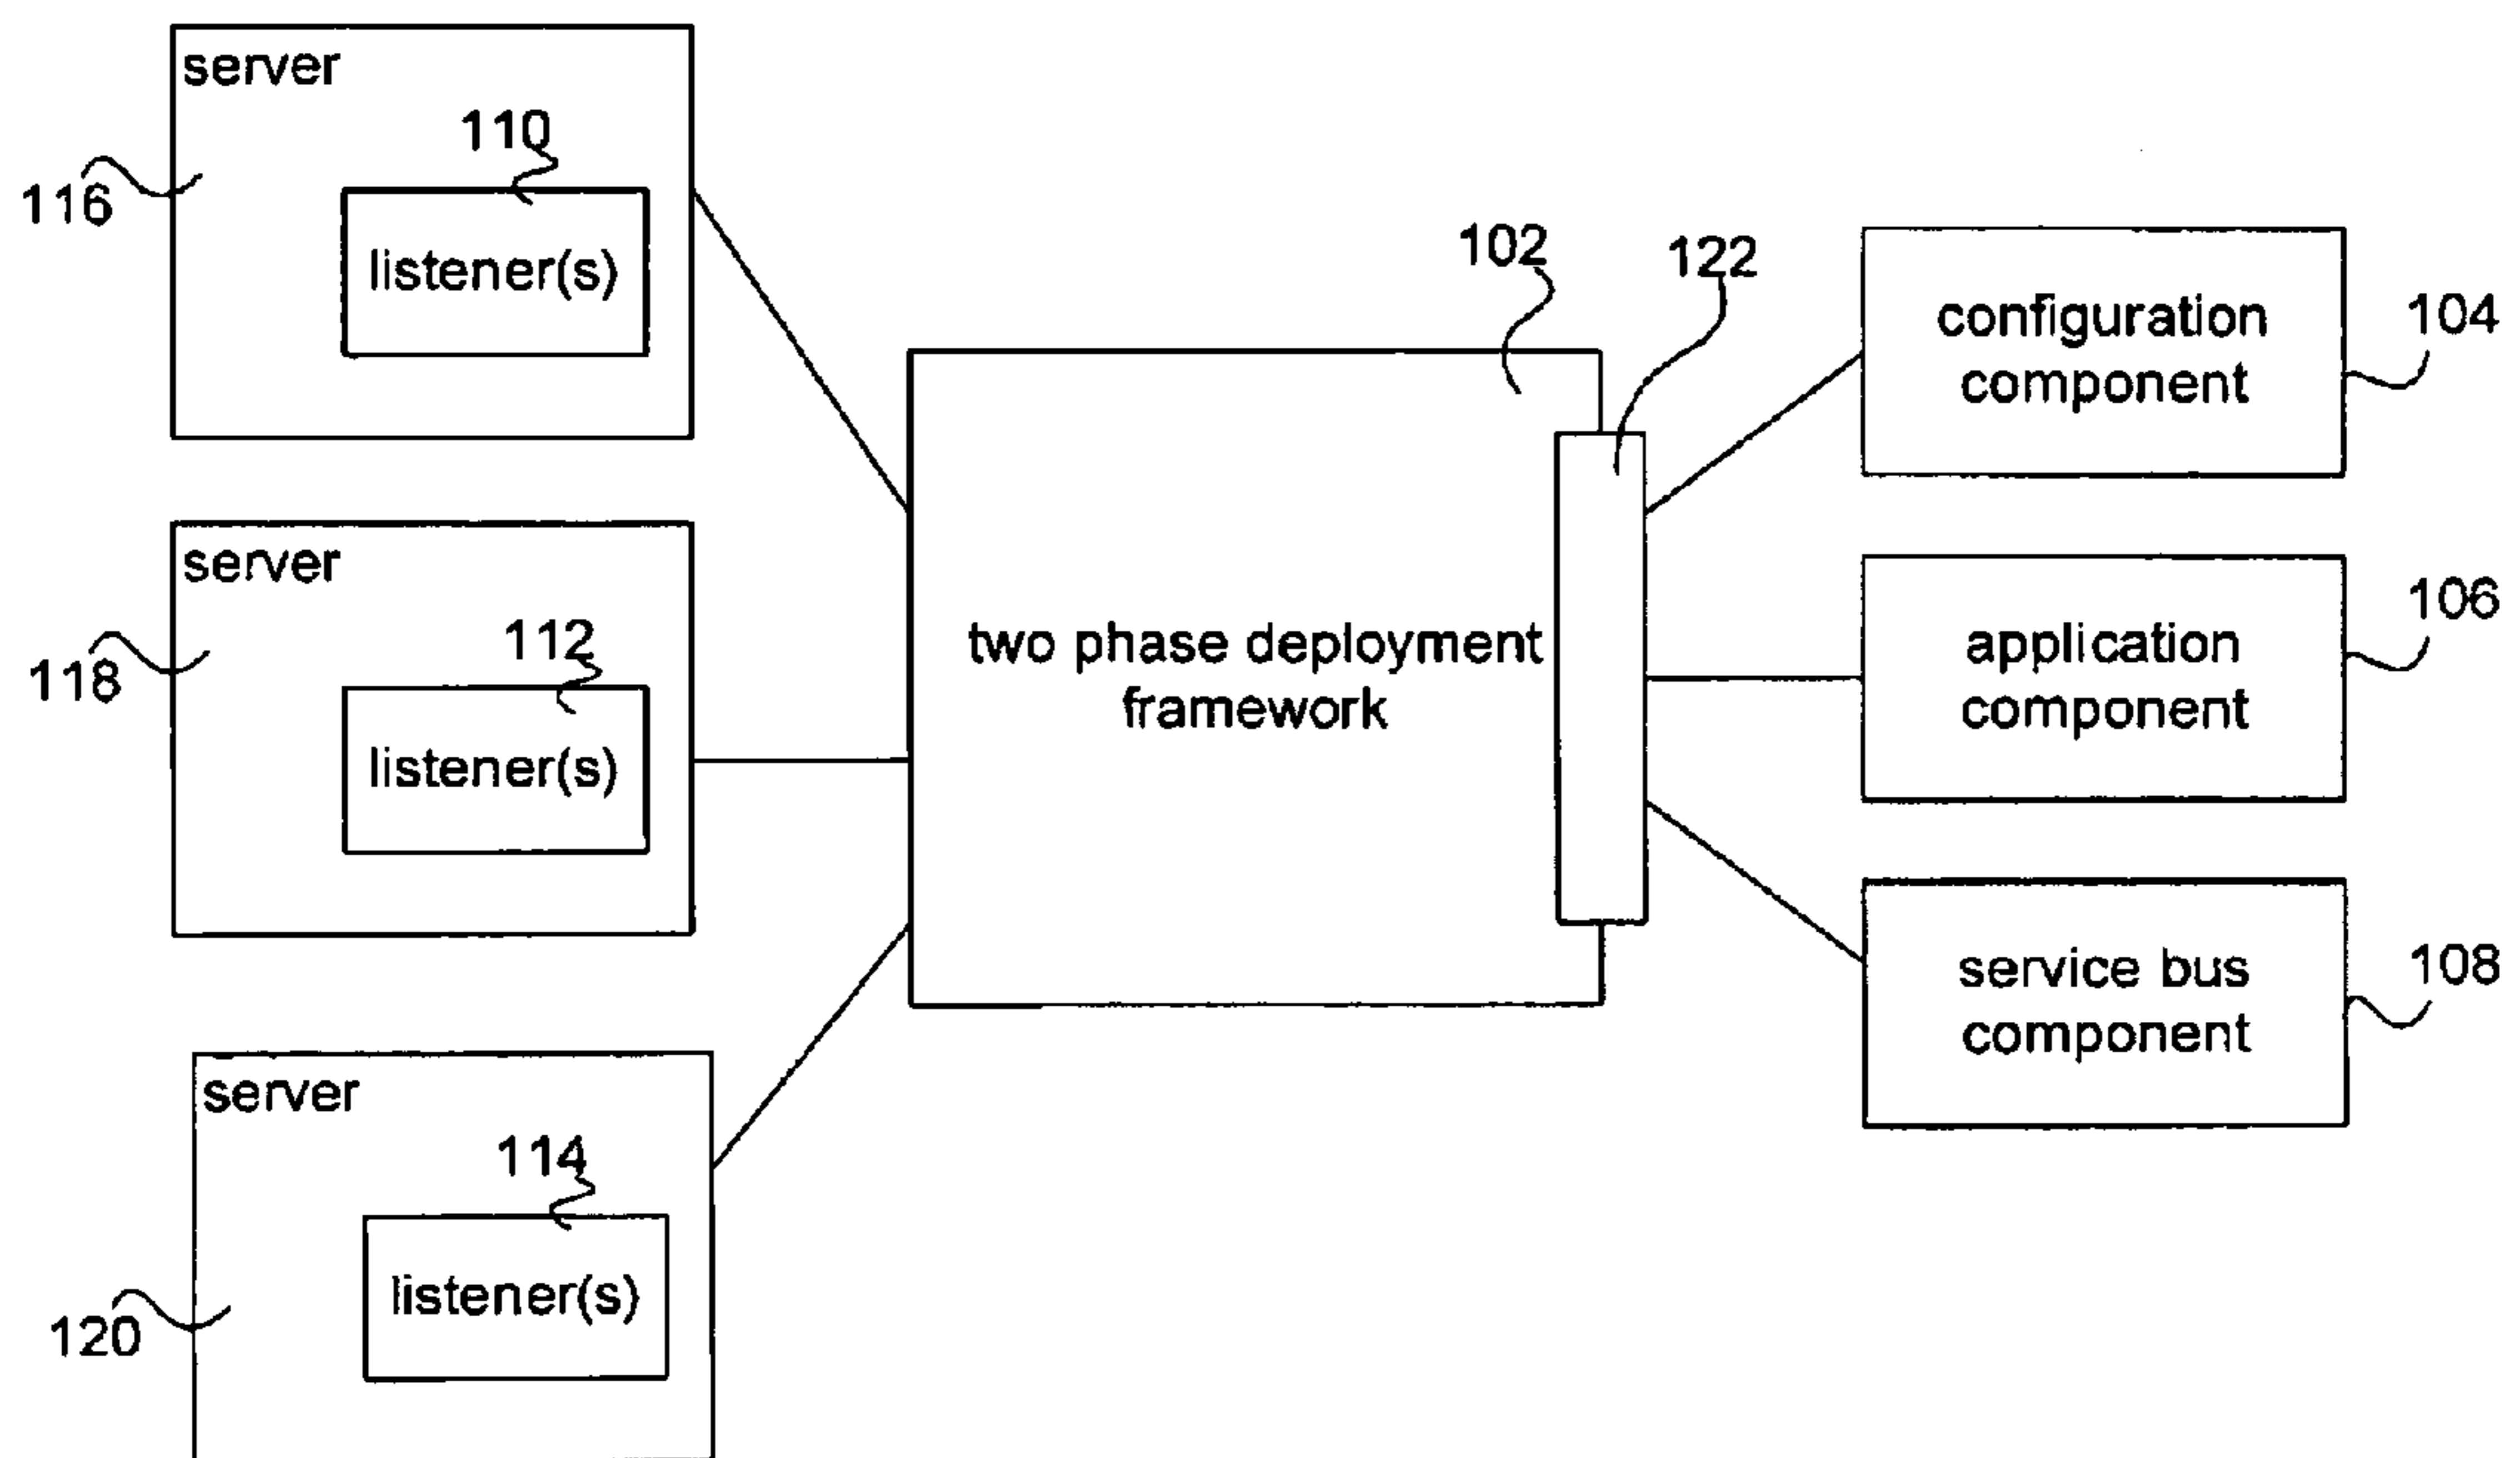 server
110
116
listener(s)
server
112
118
listener(s)
server
114
120
listener(s)
102
122
two phase deployment
framework
configuration
component
104
application
component
106
service bus
component
108